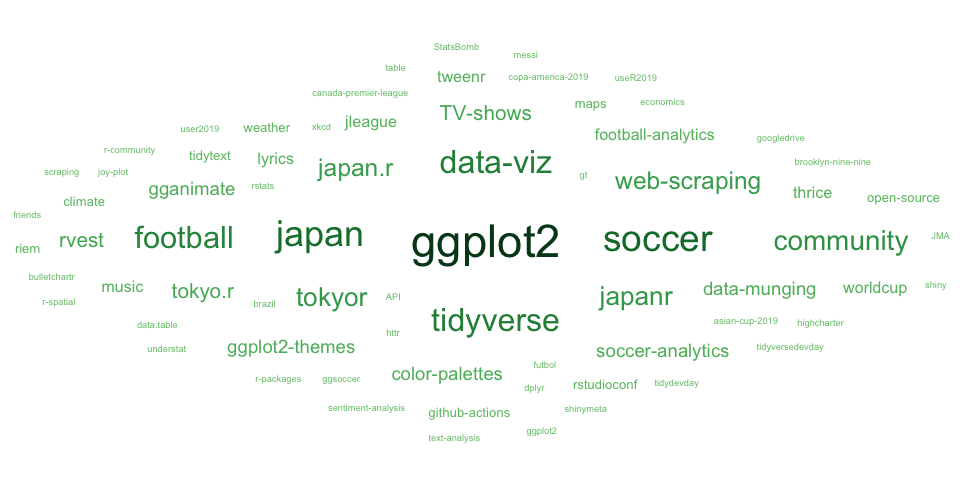 StatsBomb
messi
table
tweenr
copa-america-2019
useR2019
canada-premier-league
maps
economics
TV-shows
user2019
weather
xkcd
jleague
football-analytics
googledrive
r-community
tidytext
lyrics
japan.r
data-viz
brooklyn-nine-nine
scraping
joy-plot
gganimate
rstats
gt
web-scraping
thrice
open-source
climate
friends
riem
rvest
football
japan
ggplot2
soccer
community
JMA
bulletchartr
music
tokyo.r
tokyor
API
japanr
data-munging
worldcup
shiny
r-spatial
brazil
data.table
httr
tidyverse
asian-cup-2019
highcharter
understat
ggplot2-themes
soccer-analytics
tidyversedevday
r-packages
ggsoccer
color-palettes
futbol
dplyr
rstudioconf
tidydevday
sentiment-analysis
github-actions
shinymeta
text-analysis
ggplot2